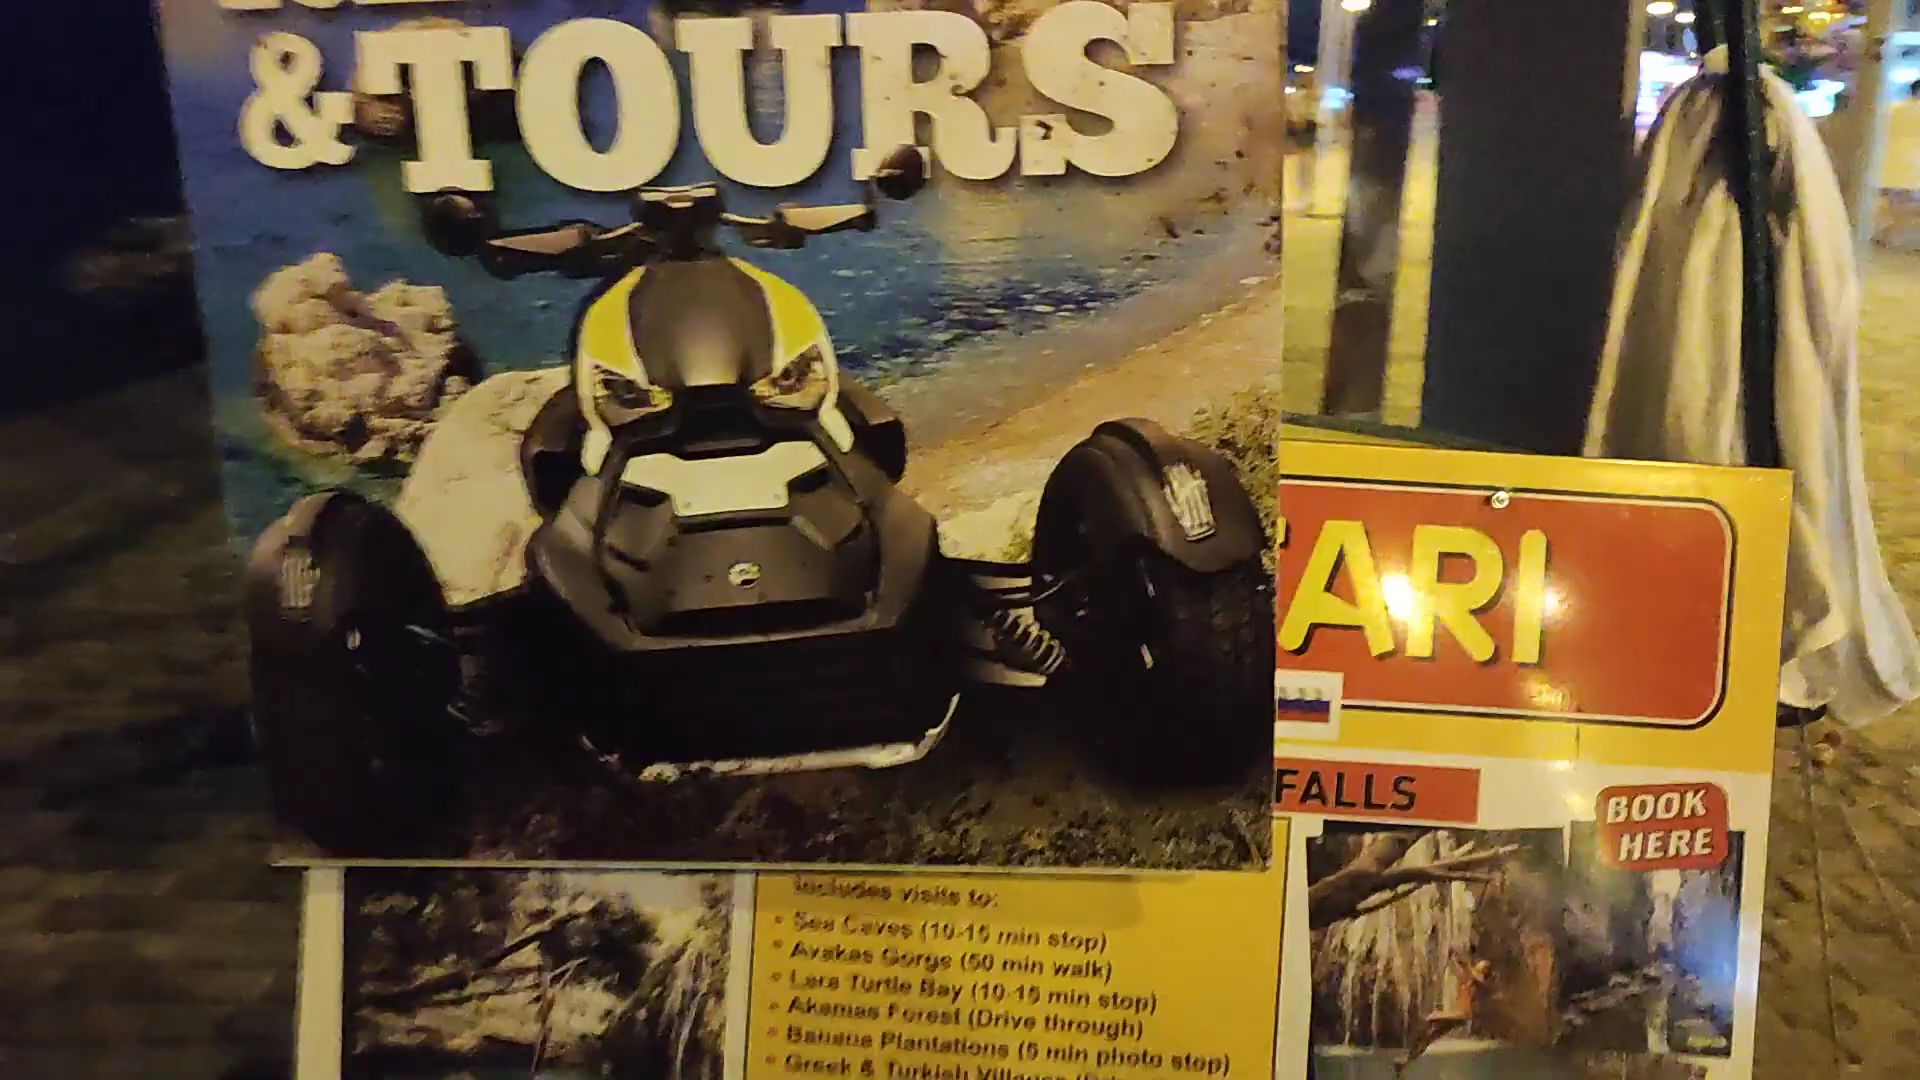 & TOURS
ARI
FALLS
BOOK
HERE
Includes visits to:
• Sea Caves (10-15 min stop)
• Avakas Gorge (50 min walk)
• Lara Turtle Bay (10-15 min stop)
• Akamas Forest (Drive through)
• Banana Plantations (5 min photo stop)
• Greek & Turkish Villages